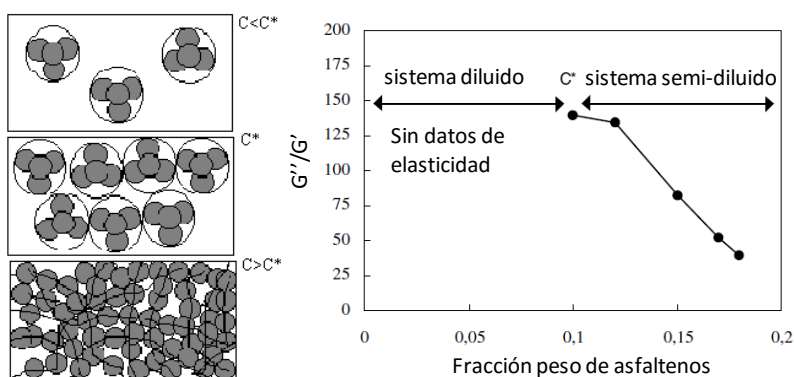 C<C*
C*
C>C*
G''/G'
200
175
150
125
100
75
50
25
0
sistema diluido
C*
sistema semi-diluido
Sin datos de
elasticidad
0
0,05
0,1
0,15
0,2
Fracción peso de asfaltenos